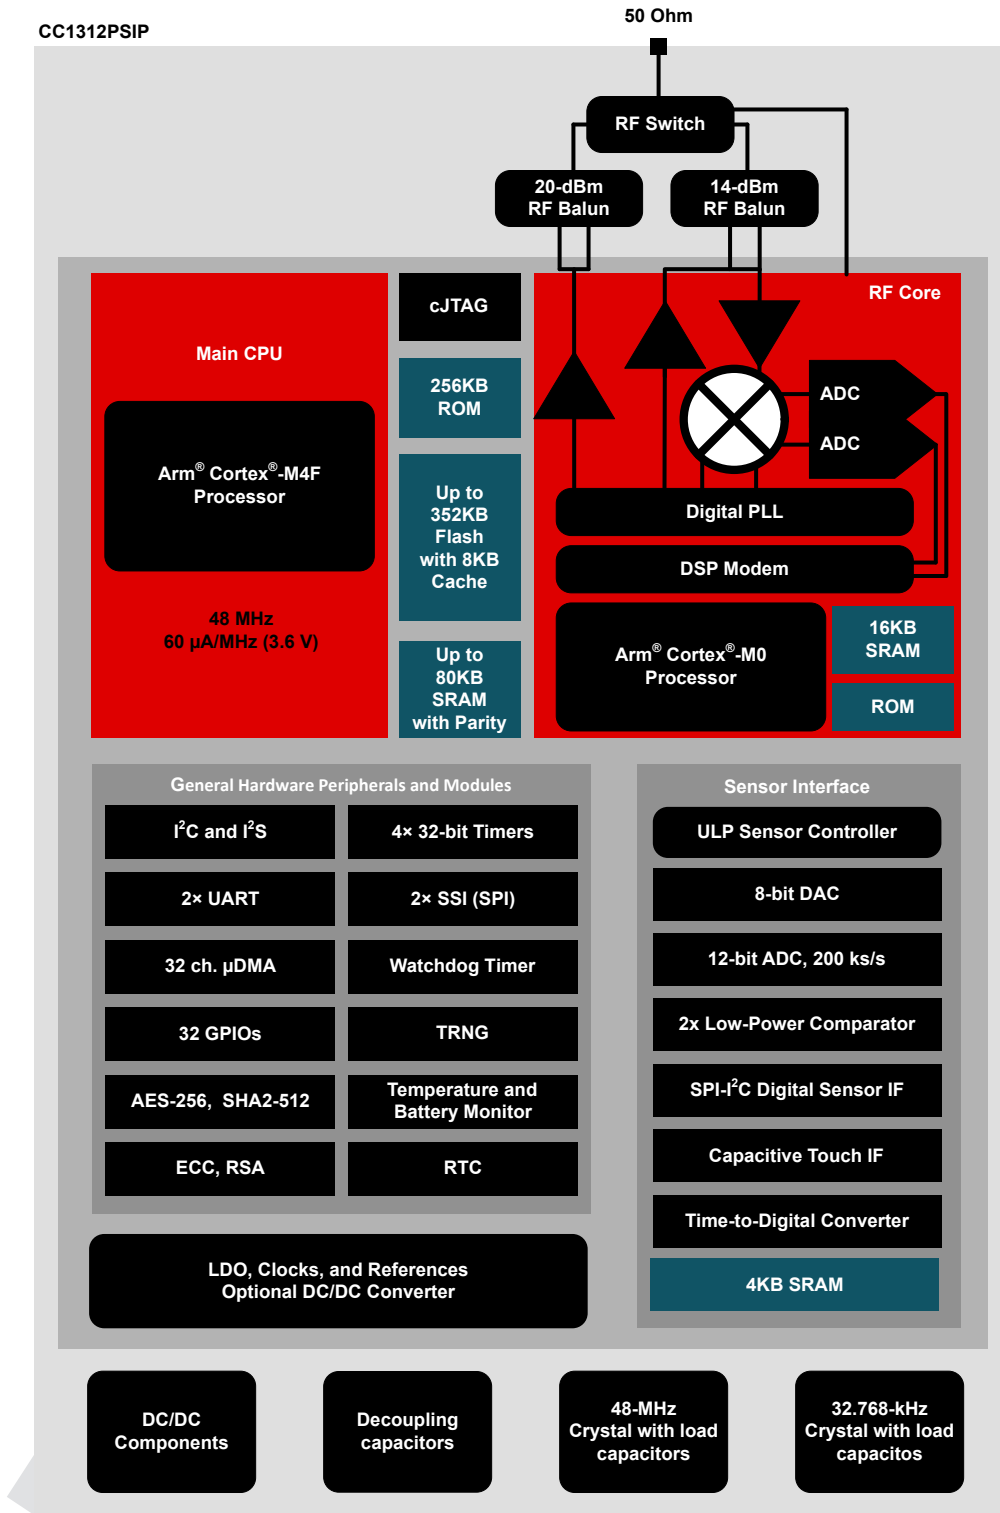 50 Ohm
CC1312PSIP
RF Switch
20-dBm
RF Balun
14-dBm
RF Balun
Main CPU
Arm® Cortex®-M4F
Processor
48 MHz
60 µA/MHz (3.6 V)
cJTAG
256KB
ROM
Up to
352KB
Flash
with 8KB
Cache
Up to
80KB
SRAM
with Parity
RF Core
ADC
ADC
Digital PLL
DSP Modem
Arm® Cortex®-M0
Processor
16KB
SRAM
ROM
General Hardware Peripherals and Modules
I²C and I²S
4× 32-bit Timers
2× UART
2× SSI (SPI)
32 ch. µDMA
Watchdog Timer
32 GPIOs
TRNG
AES-256, SHA2-512
Temperature and
Battery Monitor
ECC, RSA
RTC
LDO, Clocks, and References
Optional DC/DC Converter
Sensor Interface
ULP Sensor Controller
8-bit DAC
12-bit ADC, 200 ks/s
2x Low-Power Comparator
SPI-I²C Digital Sensor IF
Capacitive Touch IF
Time-to-Digital Converter
4KB SRAM
DC/DC
Components
Decoupling
capacitors
48-MHz
Crystal with load
capacitors
32.768-kHz
Crystal with load
capacitos